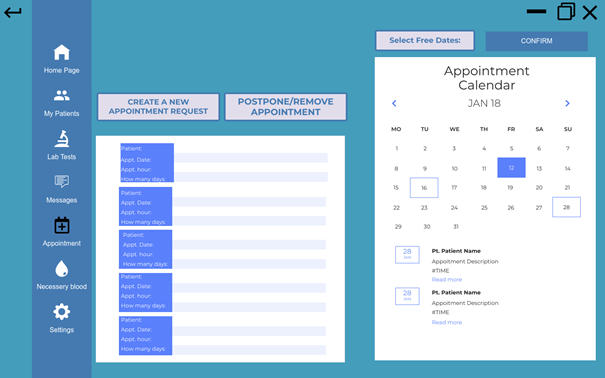 Home Page
My Patients
Lab Tests
Messages
Appointment
Necessery blood
Settings
CREATE A NEW
APPOINTMENT REQUEST
POSTPONE/REMOVE
APPOINTMENT
Patient:
Appt. Date:
Appt. hour:
How many days:
Patient:
Appt. Date:
Appt. hour:
How many days:
Patient:
Appt. Date:
Appt. hour:
How many days:
Patient:
Appt. Date:
Appt. hour:
How many days:
Patient:
Appt. Date:
Appt. hour:
How many days:
Select Free Dates:
CONFIRM
Appointment
Calendar
JAN 18
MO TU WE TH FR SA SU
1 2 3 4 5 6 7
8 9 10 11 12 13 14
15 16 17 18 19 20 21
22 23 24 25 26 27 28
29 30 31
28
JAN
Pt. Patient Name
Appoitment Description
#TIME
Read more
28
JAN
Pt. Patient Name
Appoitment Description
#TIME
Read more